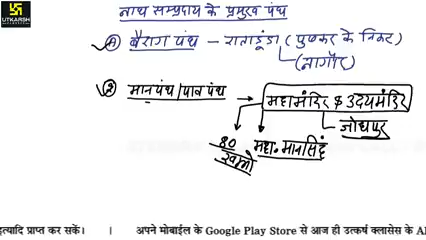 UTKARSH
नाथ सम्प्रदाय के प्रमुख पंथ
① बैराग पंथ – राताडूंडा (पुष्कर के निकट)
(नागौर)
② मानपंथ/पाव पंथ → महामंदिर & उदयमंदिर
जोधपुर
80 खम्भे
महा. मानसिंह
इत्यादि प्राप्त कर सकें। अपने मोबाईल के Google Play Store से आज ही उत्कर्ष क्लासेस के